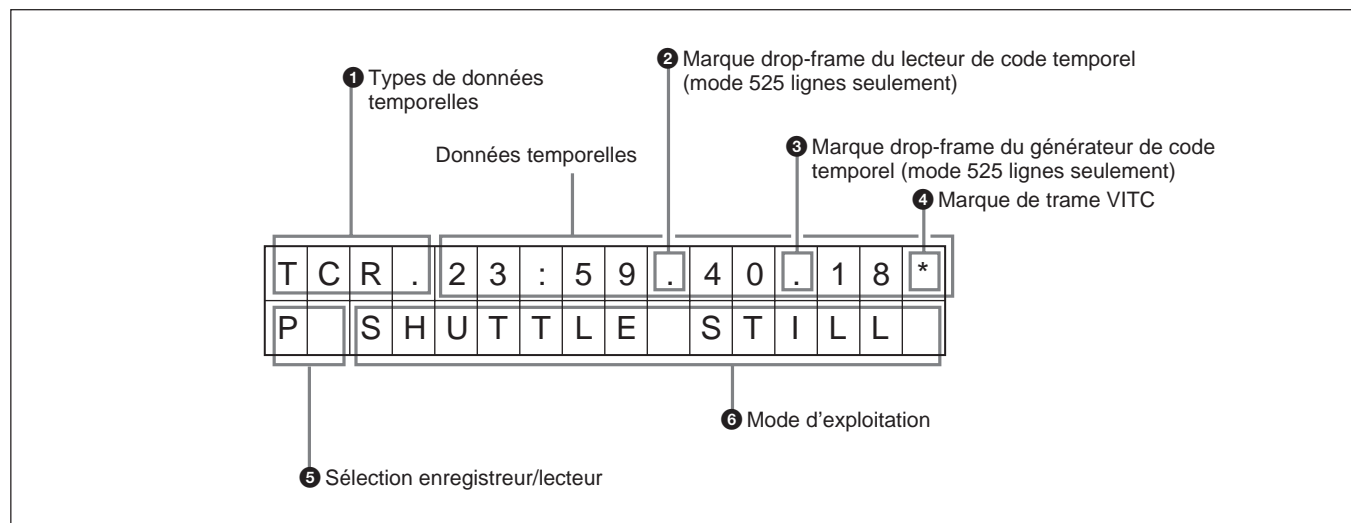 ❶ Types de données
temporelles
❷ Marque drop-frame du lecteur de code temporel
(mode 525 lignes seulement)
Données temporelles
❸ Marque drop-frame du générateur de code
temporel (mode 525 lignes seulement)
❹ Marque de trame VITC
TCR.23:59.40.18*
P SHUTTLE STILL
❻ Mode d'exploitation
❺ Sélection enregistreur/lecteur